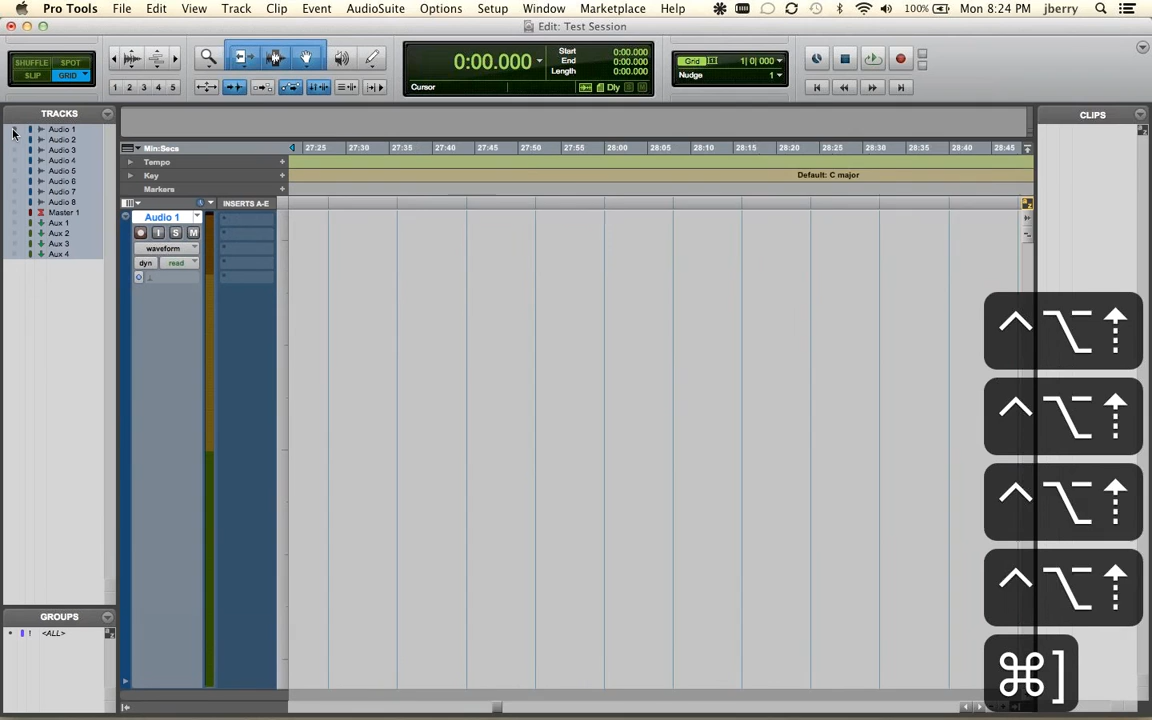 Pro Tools File Edit View Track Clip Event AudioSuite Options Setup Window Marketplace Help 100% Mon 8:24 PM jberry
Edit: Test Session
SHUFFLE SPOT
SLIP GRID
1 2 3 4 5
0:00.000
Start 0:00.000
End 0:00.000
Length 0:00.000
Cursor Dly
Grid 1| 0| 000
Nudge 1
TRACKS
Audio 1
Audio 2
Audio 3
Audio 4
Audio 5
Audio 6
Audio 7
Audio 8
Master 1
Aux 1
Aux 2
Aux 3
Aux 4
GROUPS
! <ALL>
Min:Secs 27:25 27:30 27:35 27:40 27:45 27:50 27:55 28:00 28:05 28:10 28:15 28:20 28:25 28:30 28:35 28:40 28:45
Tempo
Key Default: C major
Markers
INSERTS A-E
Audio 1
I S M
waveform
dyn read
CLIPS
^⌥⇡
^⌥⇡
^⌥⇡
^⌥⇡
⌘]